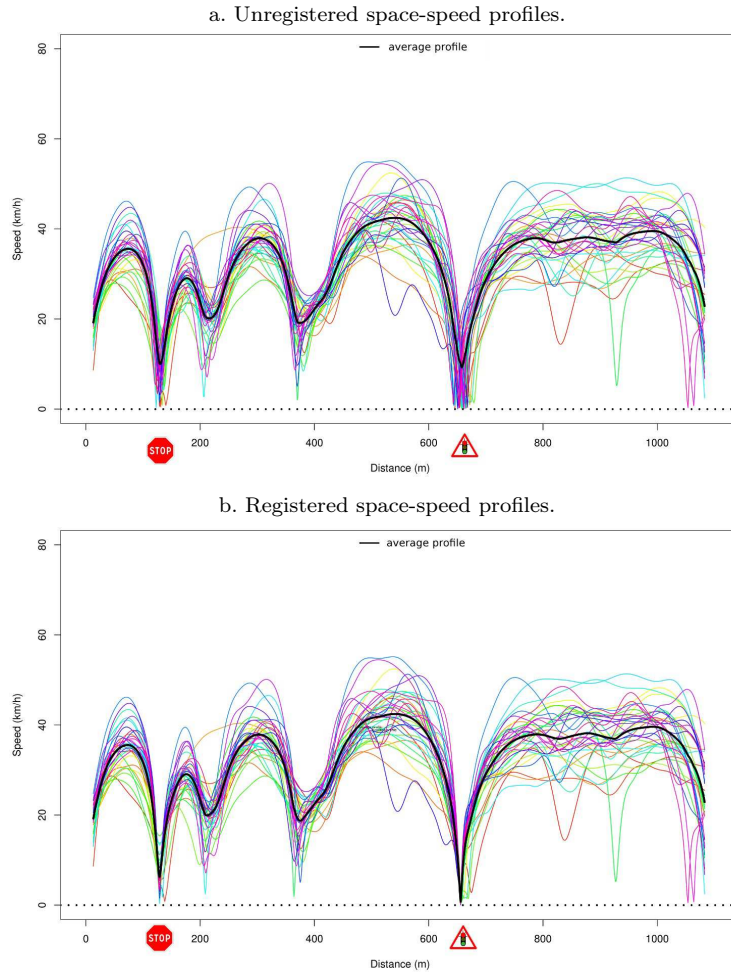 a. Unregistered space-speed profiles.
average profile
80
60
40
20
0
Speed (km/h)
0 200 400 600 800 1000
STOP
Distance (m)
b. Registered space-speed profiles.
average profile
80
60
40
20
0
Speed (km/h)
0 200 400 600 800 1000
STOP
Distance (m)